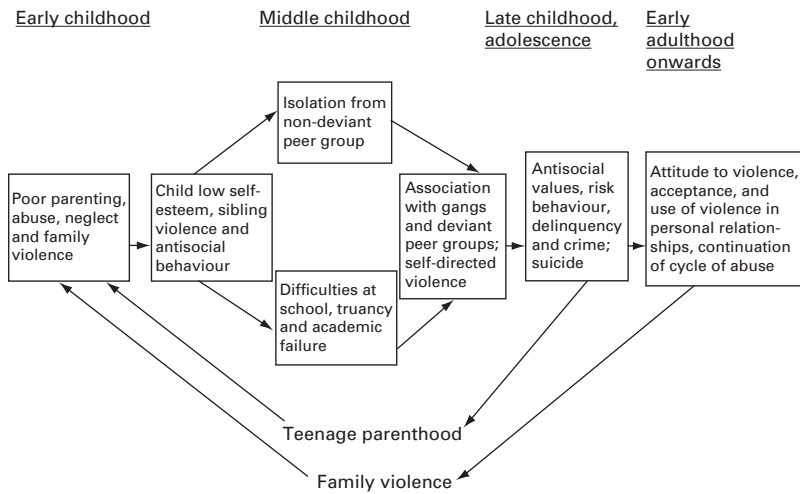 Early childhood
Middle childhood
Late childhood,
adolescence
Early
adulthood
onwards
Isolation from
non-deviant
peer group
Poor parenting,
abuse, neglect
and family
violence
Child low self-
esteem, sibling
violence and
antisocial
behaviour
Difficulties at
school, truancy
and academic
failure
Association
with gangs
and deviant
peer groups;
self-directed
violence
Antisocial
values, risk
behaviour,
delinquency
and crime;
suicide
Attitude to violence,
acceptance, and
use of violence in
personal relation-
ships, continuation
of cycle of abuse
Teenage parenthood
Family violence